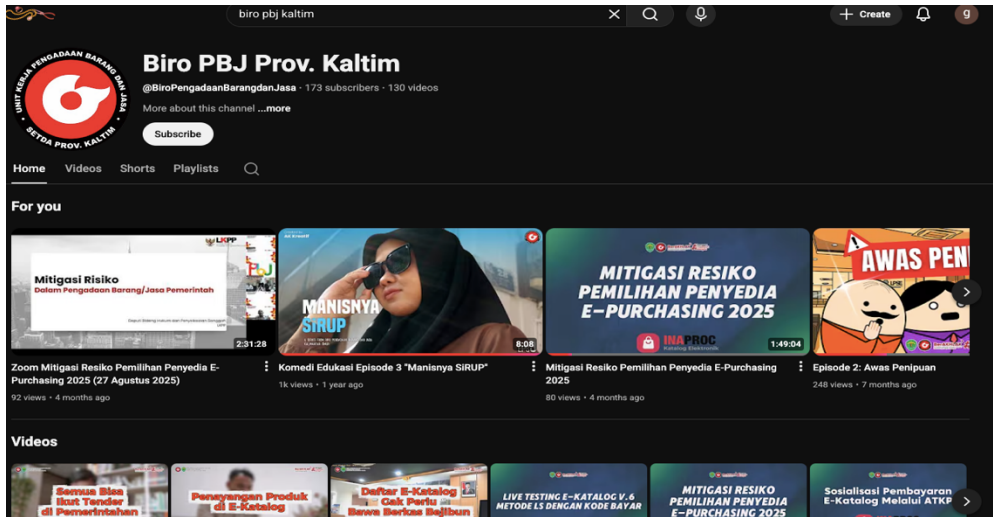 biro pbj kaltim
+ Create
g
UNIT KERJA PENGADAAN BARANG DAN JASA
SETDA PROV. KALTIM
Biro PBJ Prov. Kaltim
@BiroPengadaanBarangdanJasa · 173 subscribers · 130 videos
More about this channel ...more
Subscribe
Home Videos Shorts Playlists
For you
LKPP
Mitigasi Risiko
Dalam Pengadaan Barang/Jasa Pemerintah
2:31:28
MANISNYA
SIRUP
8:08
MITIGASI RESIKO
PEMILIHAN PENYEDIA
E-PURCHASING 2025
INAPROC
Katalog Elektronik
1:49:04
AWAS PEN
Zoom Mitigasi Resiko Pemilihan Penyedia E-
Purchasing 2025 (27 Agustus 2025)
92 views · 4 months ago
Komedi Edukasi Episode 3 "Manisnya SiRUP"
1k views · 1 year ago
Mitigasi Resiko Pemilihan Penyedia E-Purchasing
2025
80 views · 4 months ago
Episode 2: Awas Penipuan
248 views · 7 months ago
Videos
Semua Bisa
Ikut Tender
di Pemerintahan
Penayangan Produk
di E-Katalog
Daftar E-Katalog
Gak Perlu
Bawa Berkas Bejibun
LIVE TESTING E-KATALOG V.6
METODE LS DENGAN KODE BAYAR
MITIGASI RESIKO
PEMILIHAN PENYEDIA
E-PURCHASING 2025
Sosialisasi Pembayaran
E-Katalog Melalui ATKP